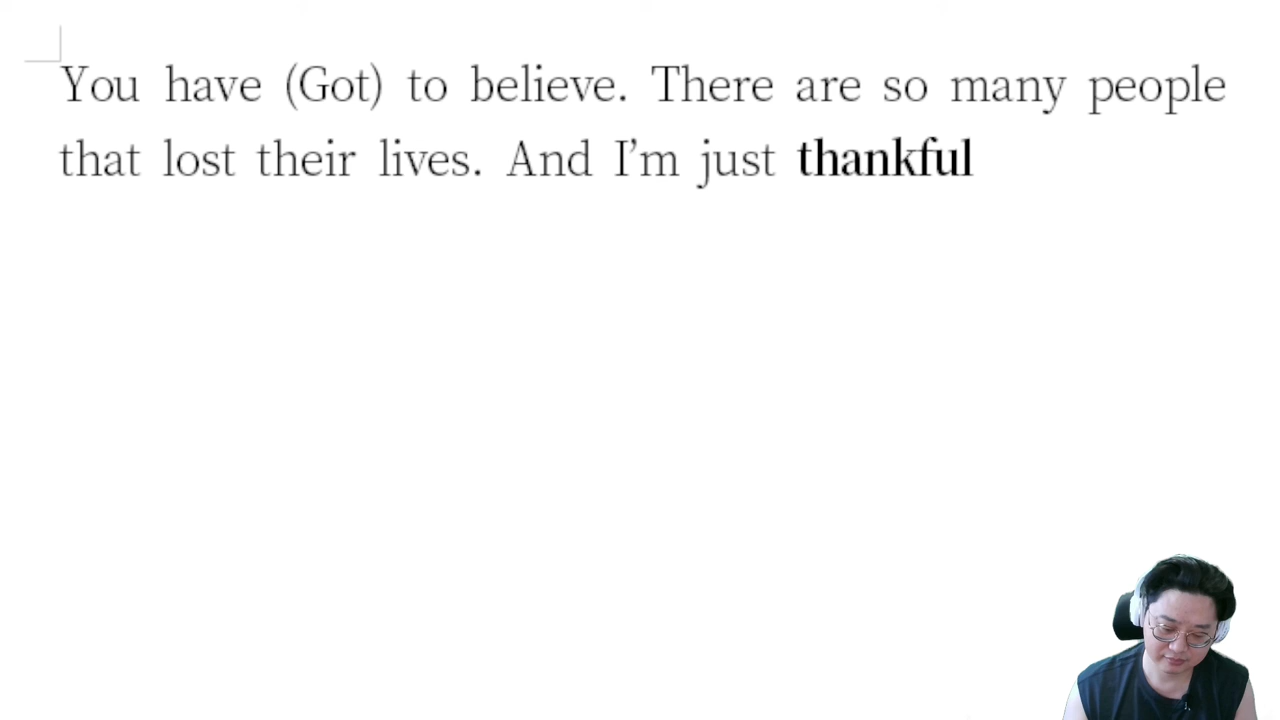 You have (Got) to believe. There are so many people
that lost their lives. And I’m just thankful